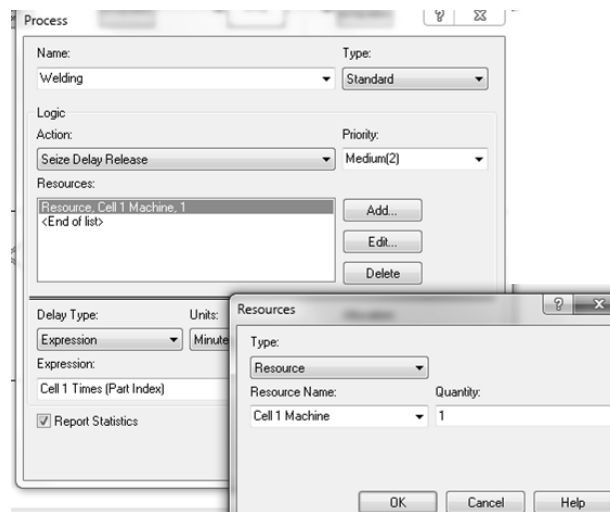 Process
Name:
Type:
Welding
Standard
Logic
Action:
Priority:
Seize Delay Release
Medium(2)
Resources:
Resource, Cell 1 Machine, 1
<End of list>
Add...
Edit...
Delete
Delay Type:
Units:
Expression
Minute
Expression:
Cell 1 Times (Part Index)
Report Statistics
Resources
Type:
Resource
Resource Name:
Quantity:
Cell 1 Machine
1
OK
Cancel
Help